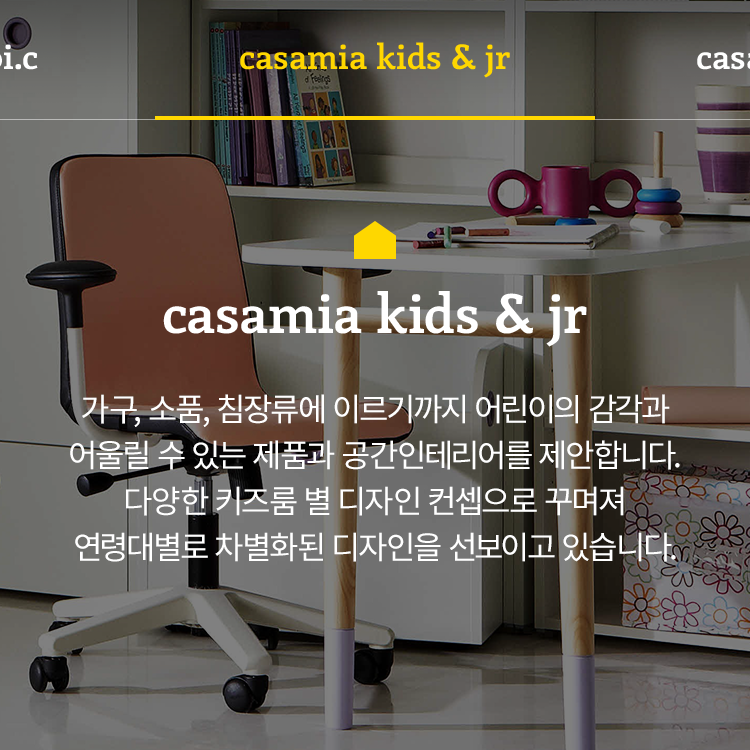 oi.c
casamia kids & jr
casa
of Feelings
casamia kids & jr
가구, 소품, 침장류에 이르기까지 어린이의 감각과
어울릴 수 있는 제품과 공간인테리어를 제안합니다.
다양한 키즈룸 별 디자인 컨셉으로 꾸며져
연령대별로 차별화된 디자인을 선보이고 있습니다.